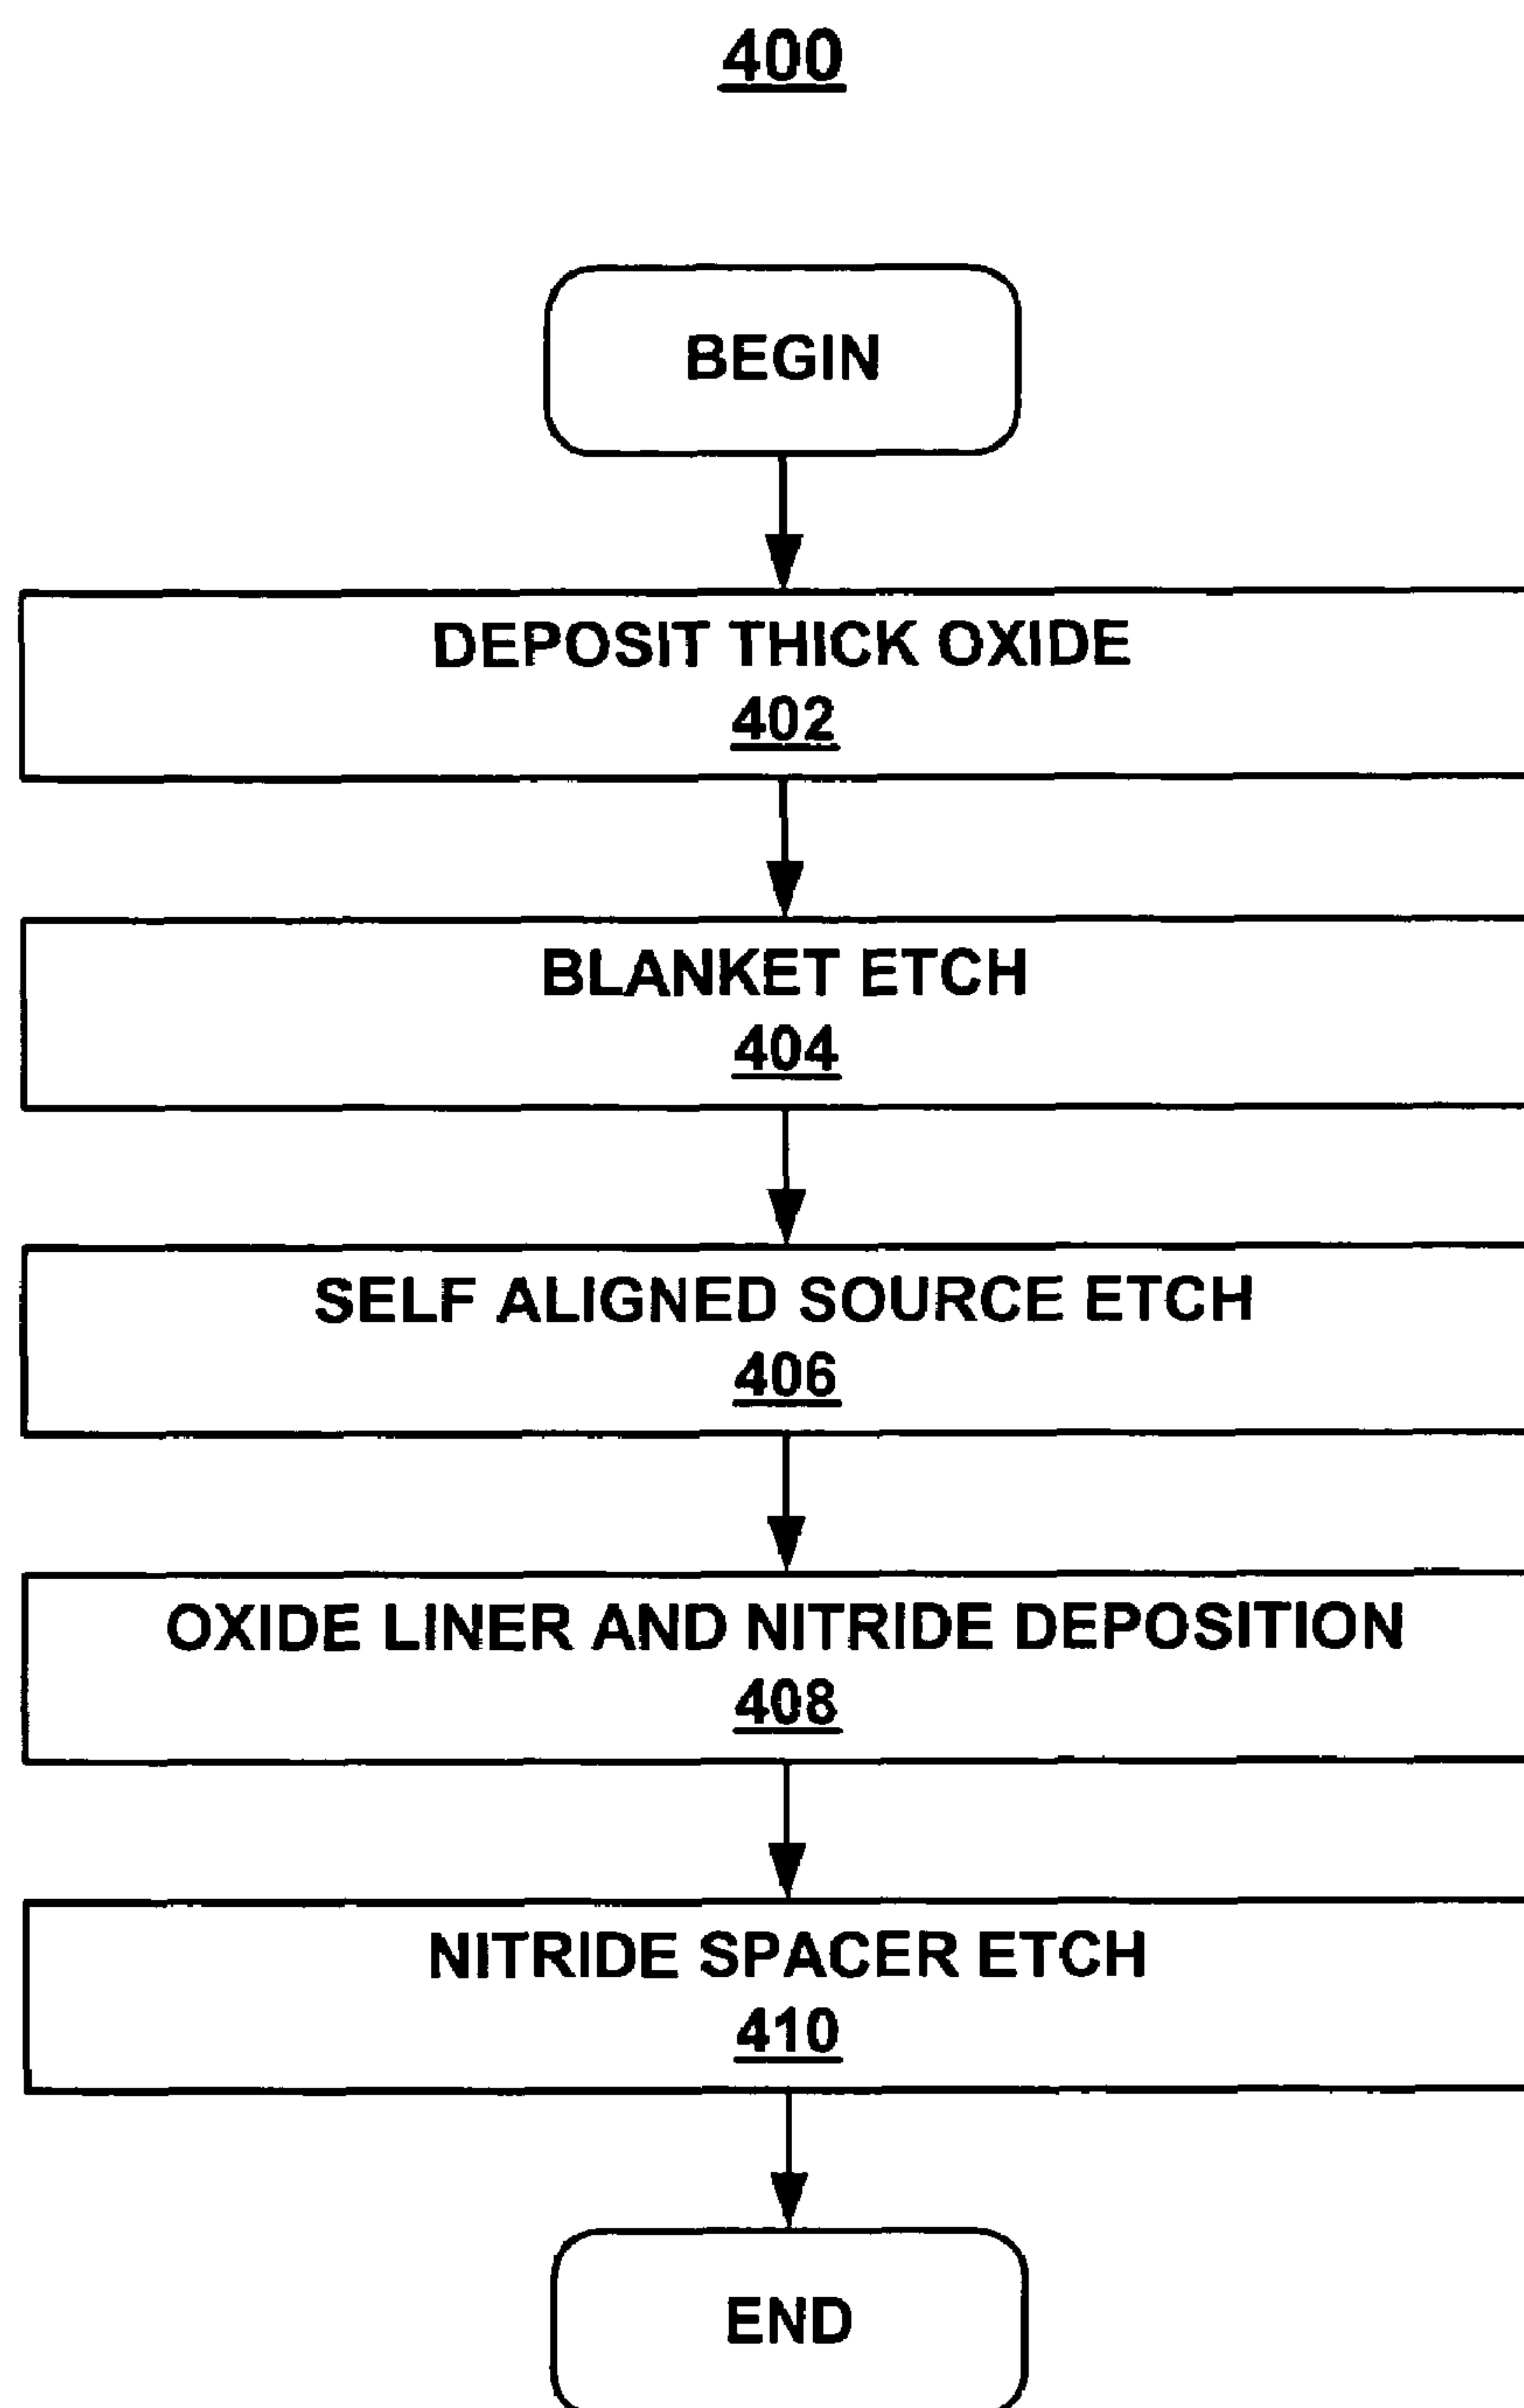 400
BEGIN
DEPOSIT THICK OXIDE
402
BLANKET ETCH
404
SELF ALIGNED SOURCE ETCH
406
OXIDE LINER AND NITRIDE DEPOSITION
408
NITRIDE SPACER ETCH
410
END